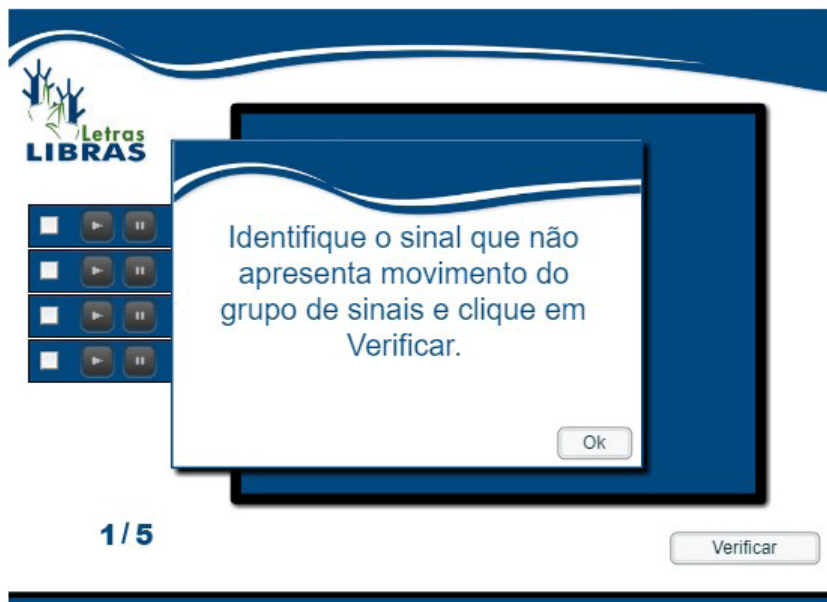 Letras
LIBRAS
Identifique o sinal que não
apresenta movimento do
grupo de sinais e clique em
Verificar.
Ok
1/5
Verificar